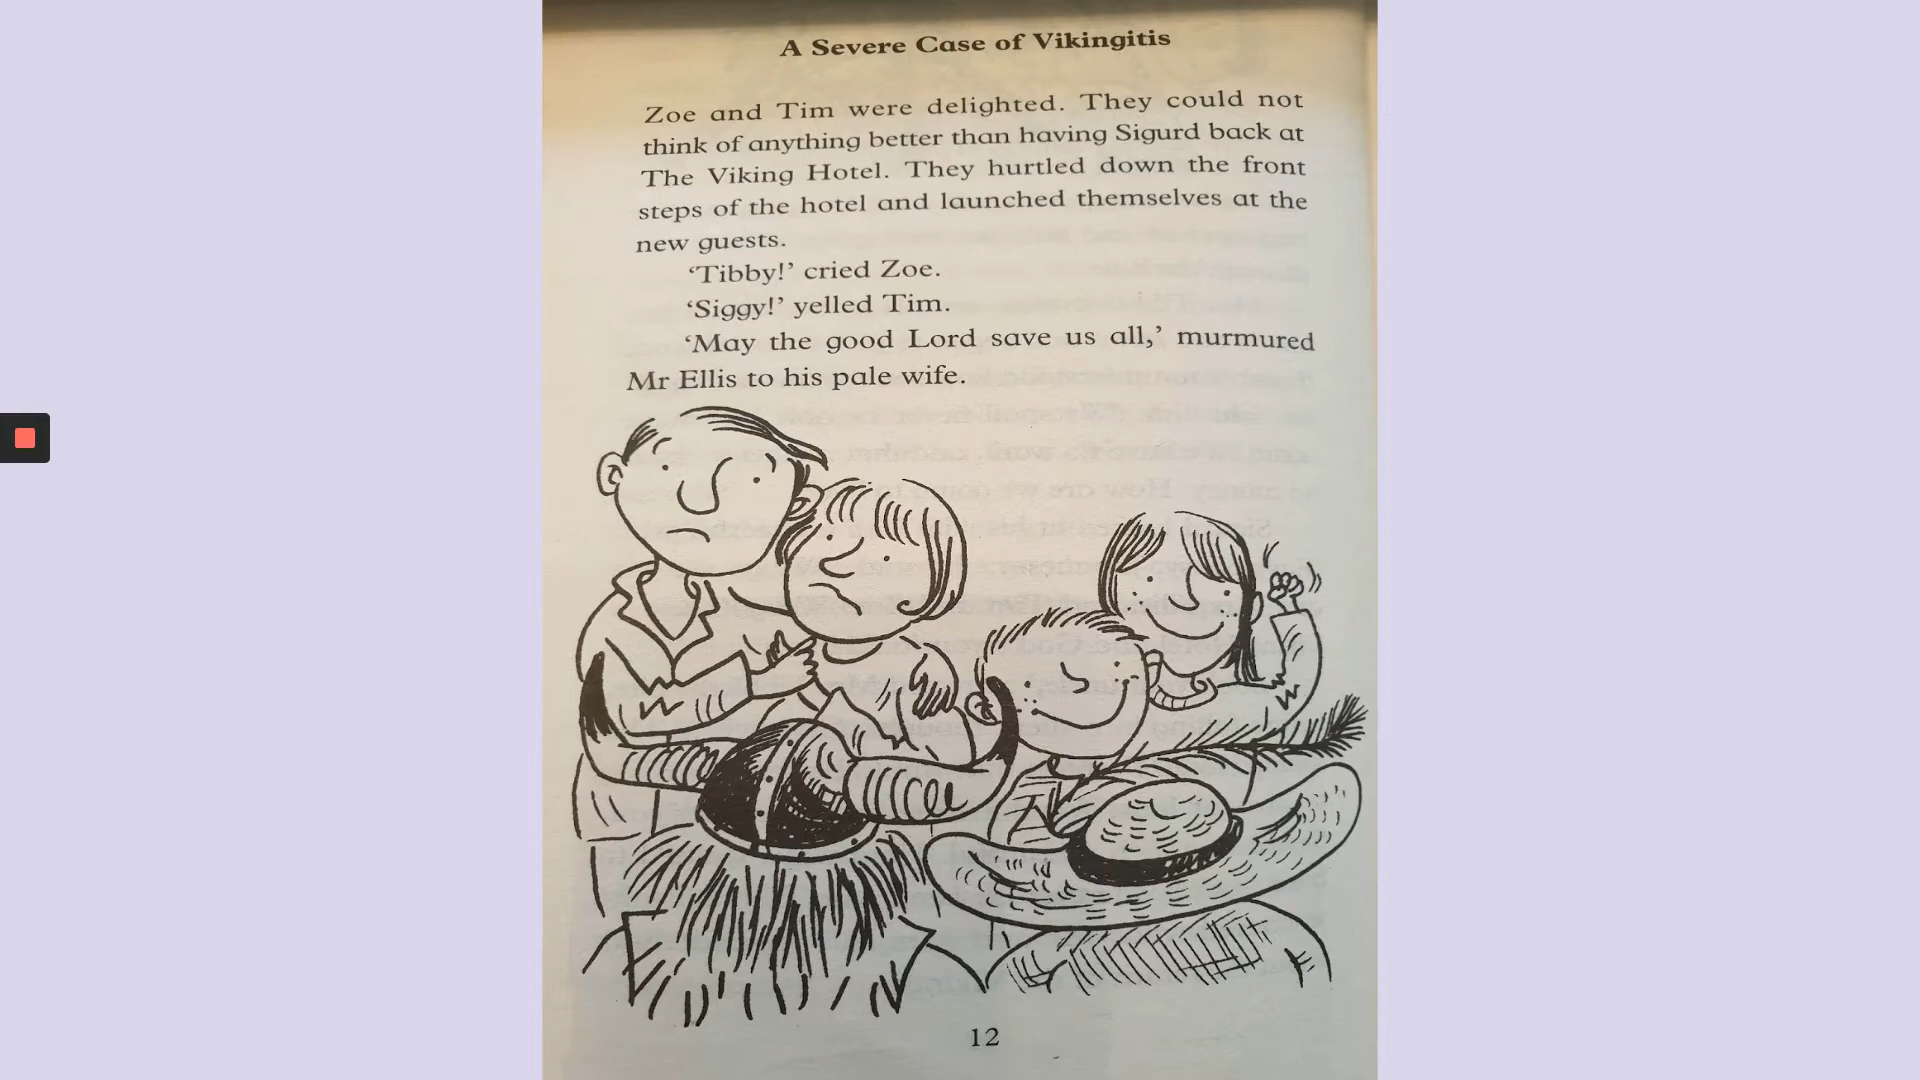 A Severe Case of Vikingitis
Zoe and Tim were delighted. They could not
think of anything better than having Sigurd back at
The Viking Hotel. They hurtled down the front
steps of the hotel and launched themselves at the
new guests.
‘Tibby!’ cried Zoe.
‘Siggy!’ yelled Tim.
‘May the good Lord save us all,’ murmured
Mr Ellis to his pale wife.
12